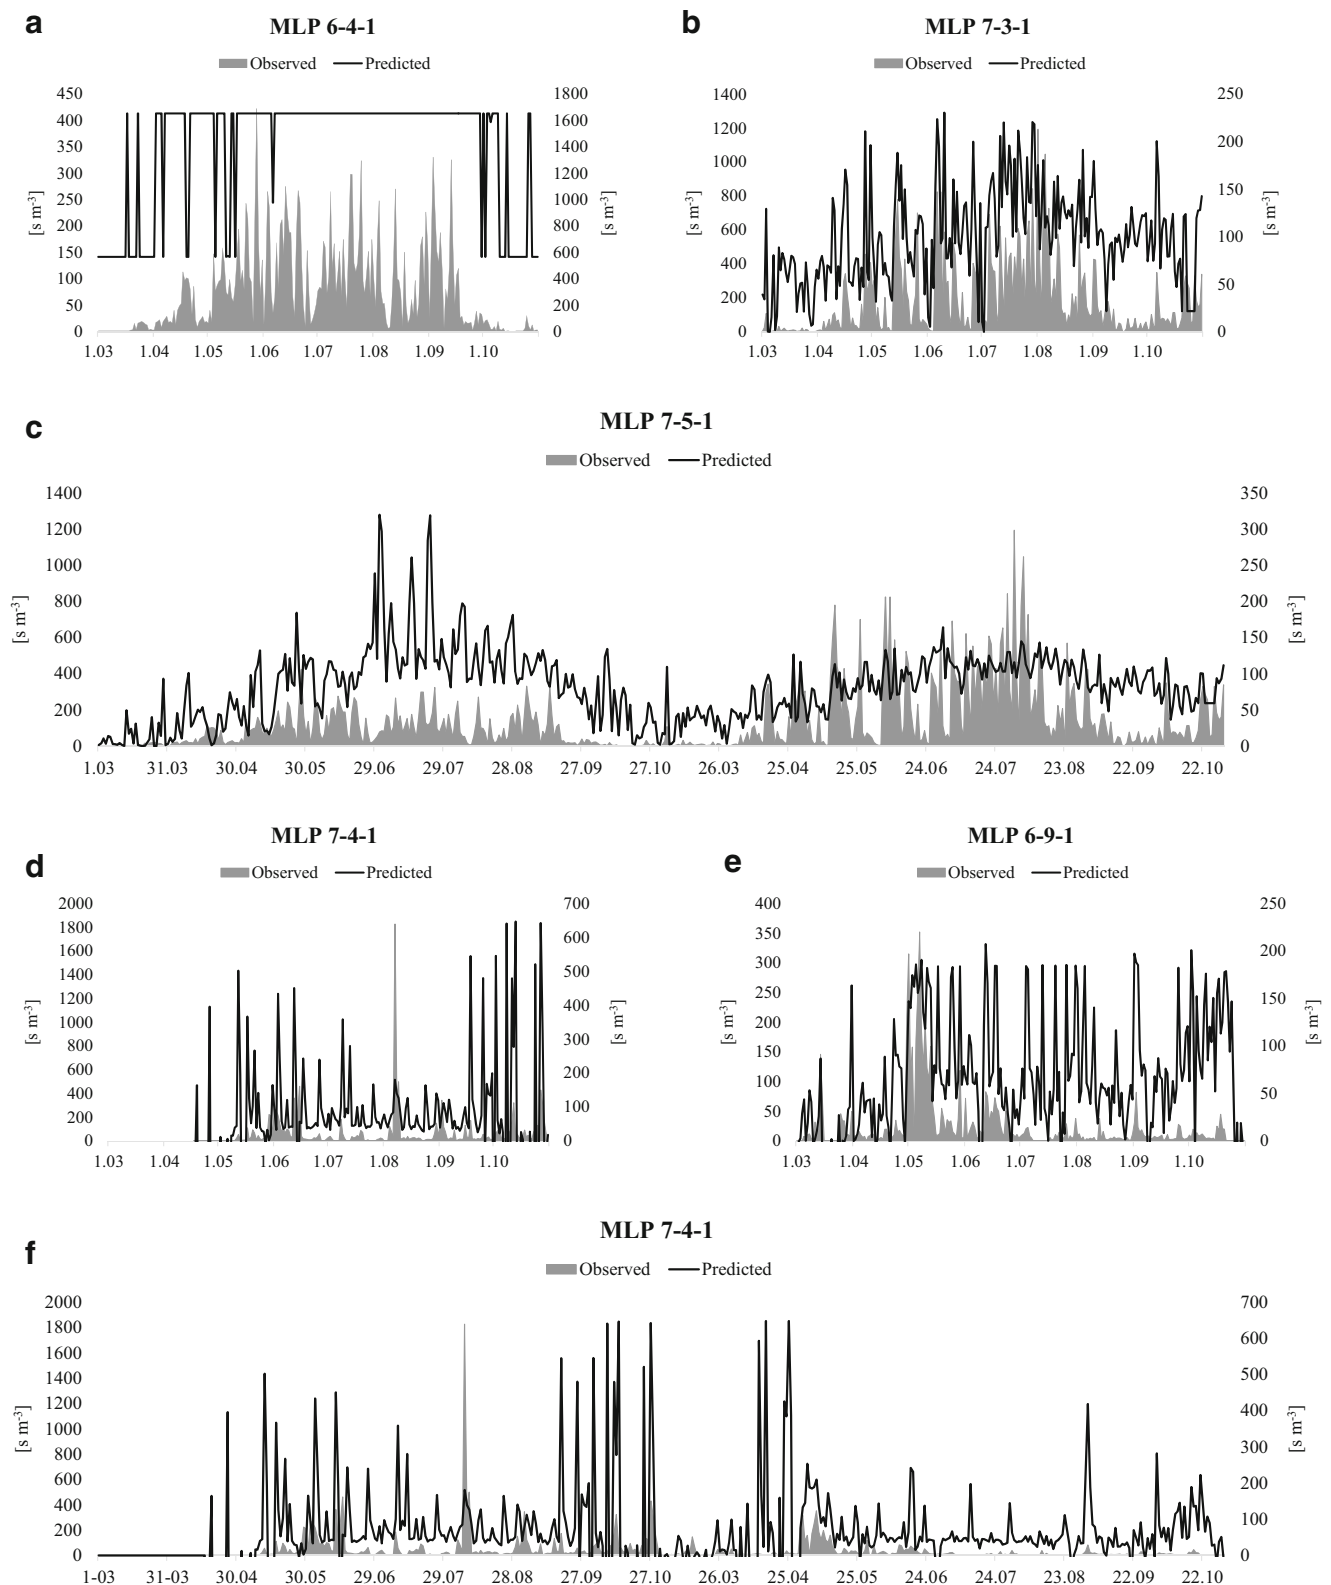 a
MLP 6-4-1
Observed Predicted
450 400 350 300 250 200 150 100 50 0
[s m-3]
1800 1600 1400 1200 1000 800 600 400 200 0
[s m-3]
1.03 1.04 1.05 1.06 1.07 1.08 1.09 1.10
b
MLP 7-3-1
Observed Predicted
1400 1200 1000 800 600 400 200 0
[s m-3]
250 200 150 100 50 0
[s m-3]
1.03 1.04 1.05 1.06 1.07 1.08 1.09 1.10
c
MLP 7-5-1
Observed Predicted
1400 1200 1000 800 600 400 200 0
[s m-3]
350 300 250 200 150 100 50 0
[s m-3]
1.03 31.03 30.04 30.05 29.06 29.07 28.08 27.09 27.10 26.03 25.04 25.05 24.06 24.07 23.08 22.09 22.10
d
MLP 7-4-1
Observed Predicted
2000 1800 1600 1400 1200 1000 800 600 400 200 0
[s m-3]
700 600 500 400 300 200 100 0
[s m-3]
1.03 1.04 1.05 1.06 1.07 1.08 1.09 1.10
e
MLP 6-9-1
Observed Predicted
400 350 300 250 200 150 100 50 0
[s m-3]
250 200 150 100 50 0
[s m-3]
1.03 1.04 1.05 1.06 1.07 1.08 1.09 1.10
f
MLP 7-4-1
Observed Predicted
2000 1800 1600 1400 1200 1000 800 600 400 200 0
[s m-3]
700 600 500 400 300 200 100 0
[s m-3]
1-03 31-03 30.04 30.05 29.06 29.07 28.08 27.09 27.10 26.03 25.04 25.05 24.06 24.07 23.08 22.09 22.10